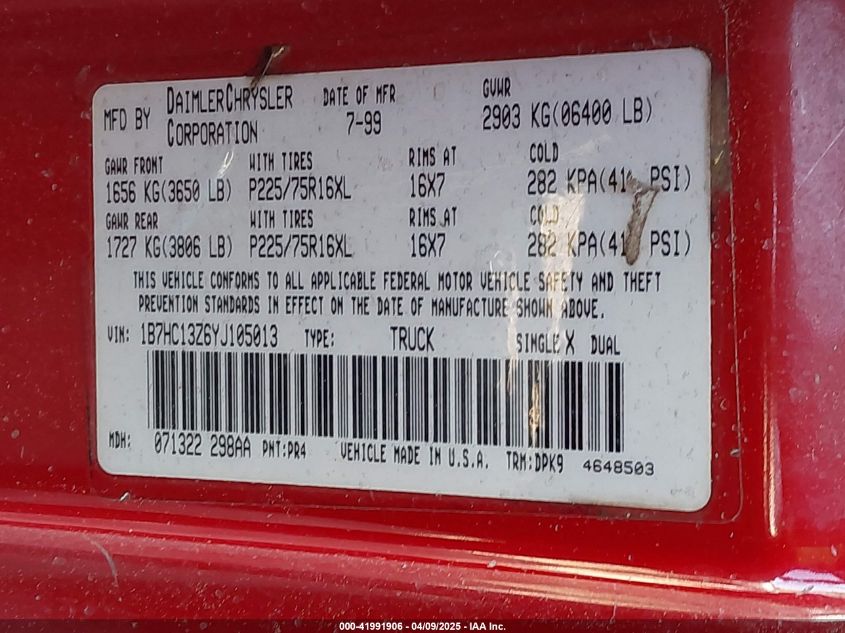 MFD BY DAIMLERCHRYSLER CORPORATION DATE OF MFR 7-99 GVWR 2903 KG(06400 LB)
GAWR FRONT WITH TIRES RIMS AT COLD
1656 KG(3650 LB) P225/75R16XL 16X7 282 KPA(41 PSI)
GAWR REAR WITH TIRES RIMS AT COLD
1727 KG(3806 LB) P225/75R16XL 16X7 282 KPA(41 PSI)
THIS VEHICLE CONFORMS TO ALL APPLICABLE FEDERAL MOTOR VEHICLE SAFETY AND THEFT
PREVENTION STANDARDS IN EFFECT ON THE DATE OF MANUFACTURE SHOWN ABOVE.
VIN: 1B7HC13Z6YJ105013 TYPE: TRUCK SINGLE X DUAL
MDH: 071322 298AA PNT:PR4 VEHICLE MADE IN U.S.A. TRM:DPK9 4648503
000-41991906 - 04/09/2025 - IAA Inc.